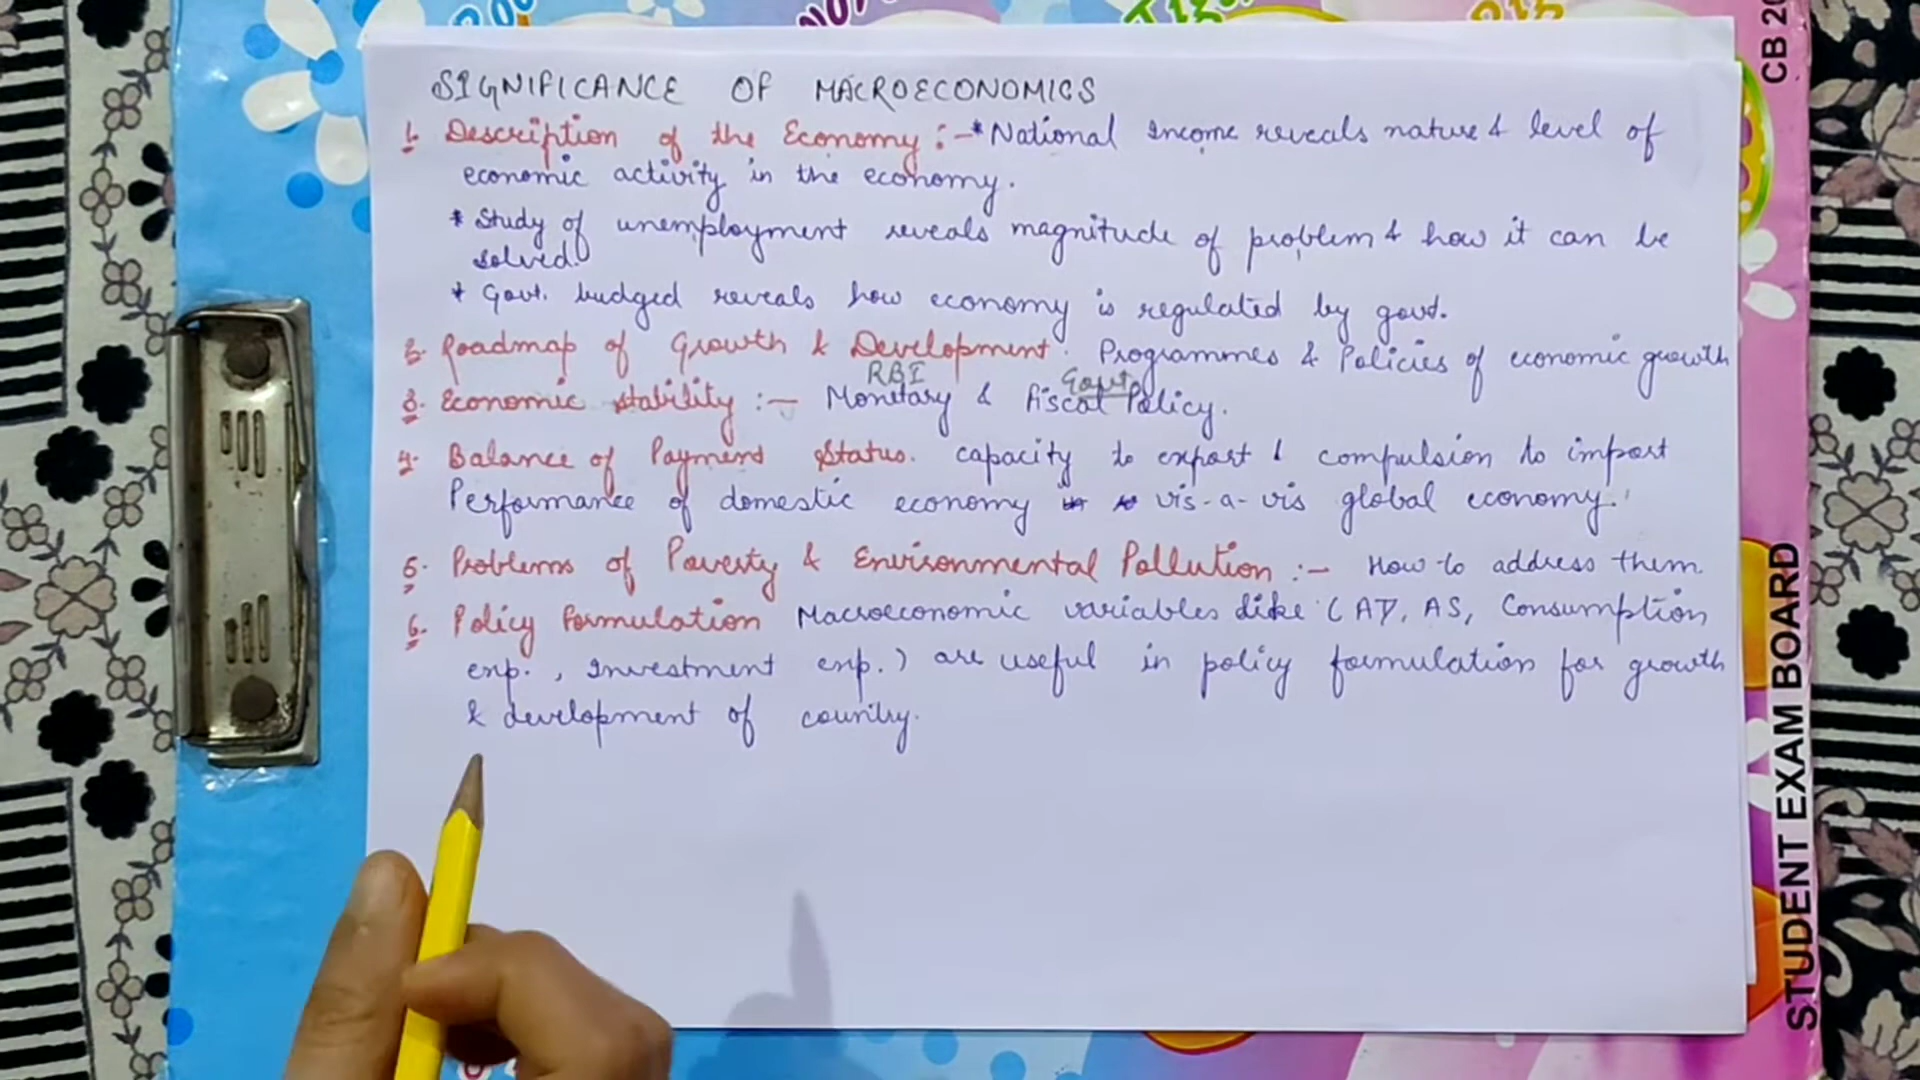 SIGNIFICANCE OF MACROECONOMICS
1. Description of the Economy :- * National Income reveals nature & level of
economic activity in the economy.
* Study of unemployment reveals magnitude of problem & how it can be
solved.
* Govt. budged reveals how economy is regulated by govt.
2. Roadmap of Growth & Development. Programmes & Policies of economic growth
RBI Govt
3. Economic stability :- Monetary & Fiscal Policy.
4. Balance of Payment Status. capacity to export & compulsion to import
Performance of domestic economy vis-a-vis global economy.
5. Problems of Poverty & Environmental Pollution :- How to address them.
6. Policy Formulation Macroeconomic variables like (AD, AS, Consumption
exp., Investment exp.) are useful in policy formulation for growth
& development of country.
STUDENT EXAM BOARD
CB 20